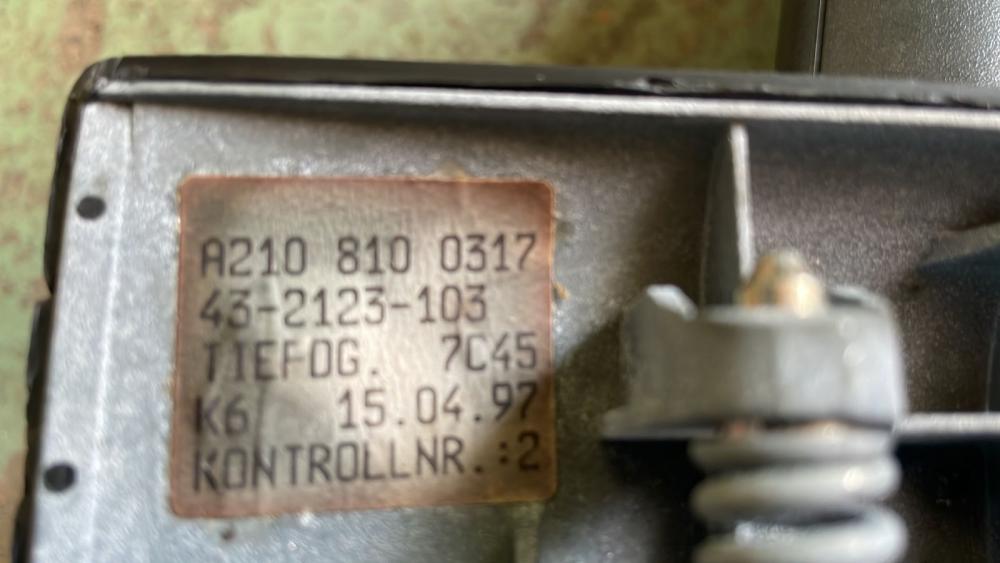 A210 810 0317
43-2123-103
TIEFDG. 7C45
K6 15.04.97
KONTROLLNR.:2